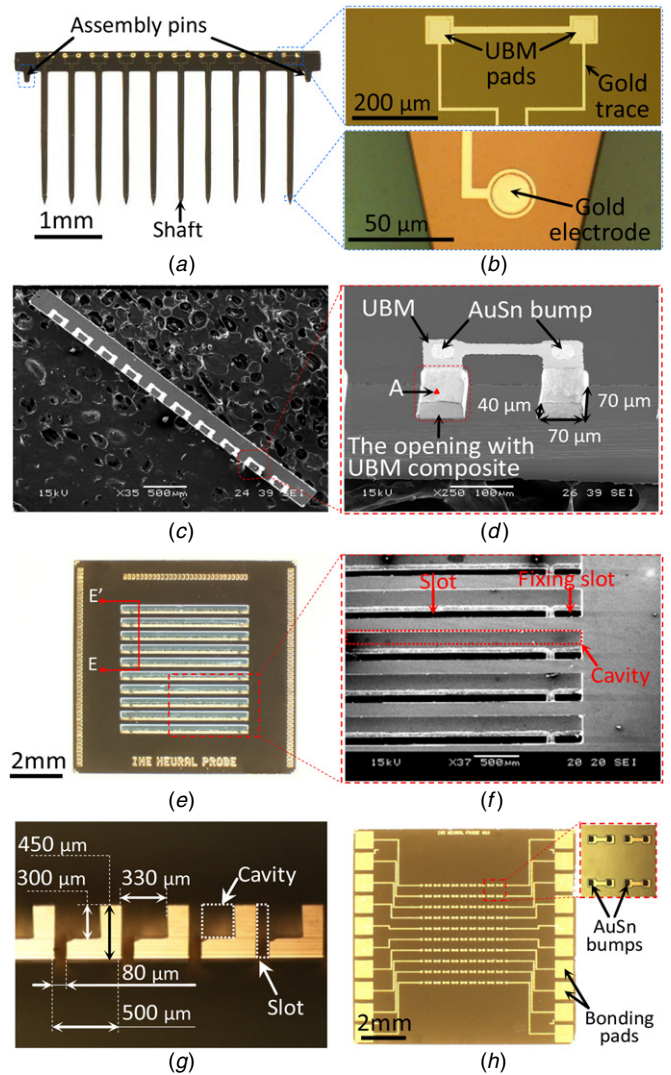 Assembly pins
1mm
Shaft
(a)
UBM
pads
Gold
trace
200 µm
50 µm
Gold
electrode
(b)
15kV X35 500µm 24 39 SEI
(c)
UBM
AuSn bump
A
40 µm
70 µm
70 µm
The opening with
UBM composite
15kV X250 100µm 26 39 SEI
(d)
E'
E
IME NEURAL PROBE
2mm
(e)
Slot
Fixing slot
Cavity
15kV X37 500µm 20 20 SEI
(f)
450 µm
300 µm
330 µm
Cavity
80 µm
500 µm
Slot
(g)
AuSn
bumps
Bonding
pads
2mm
(h)